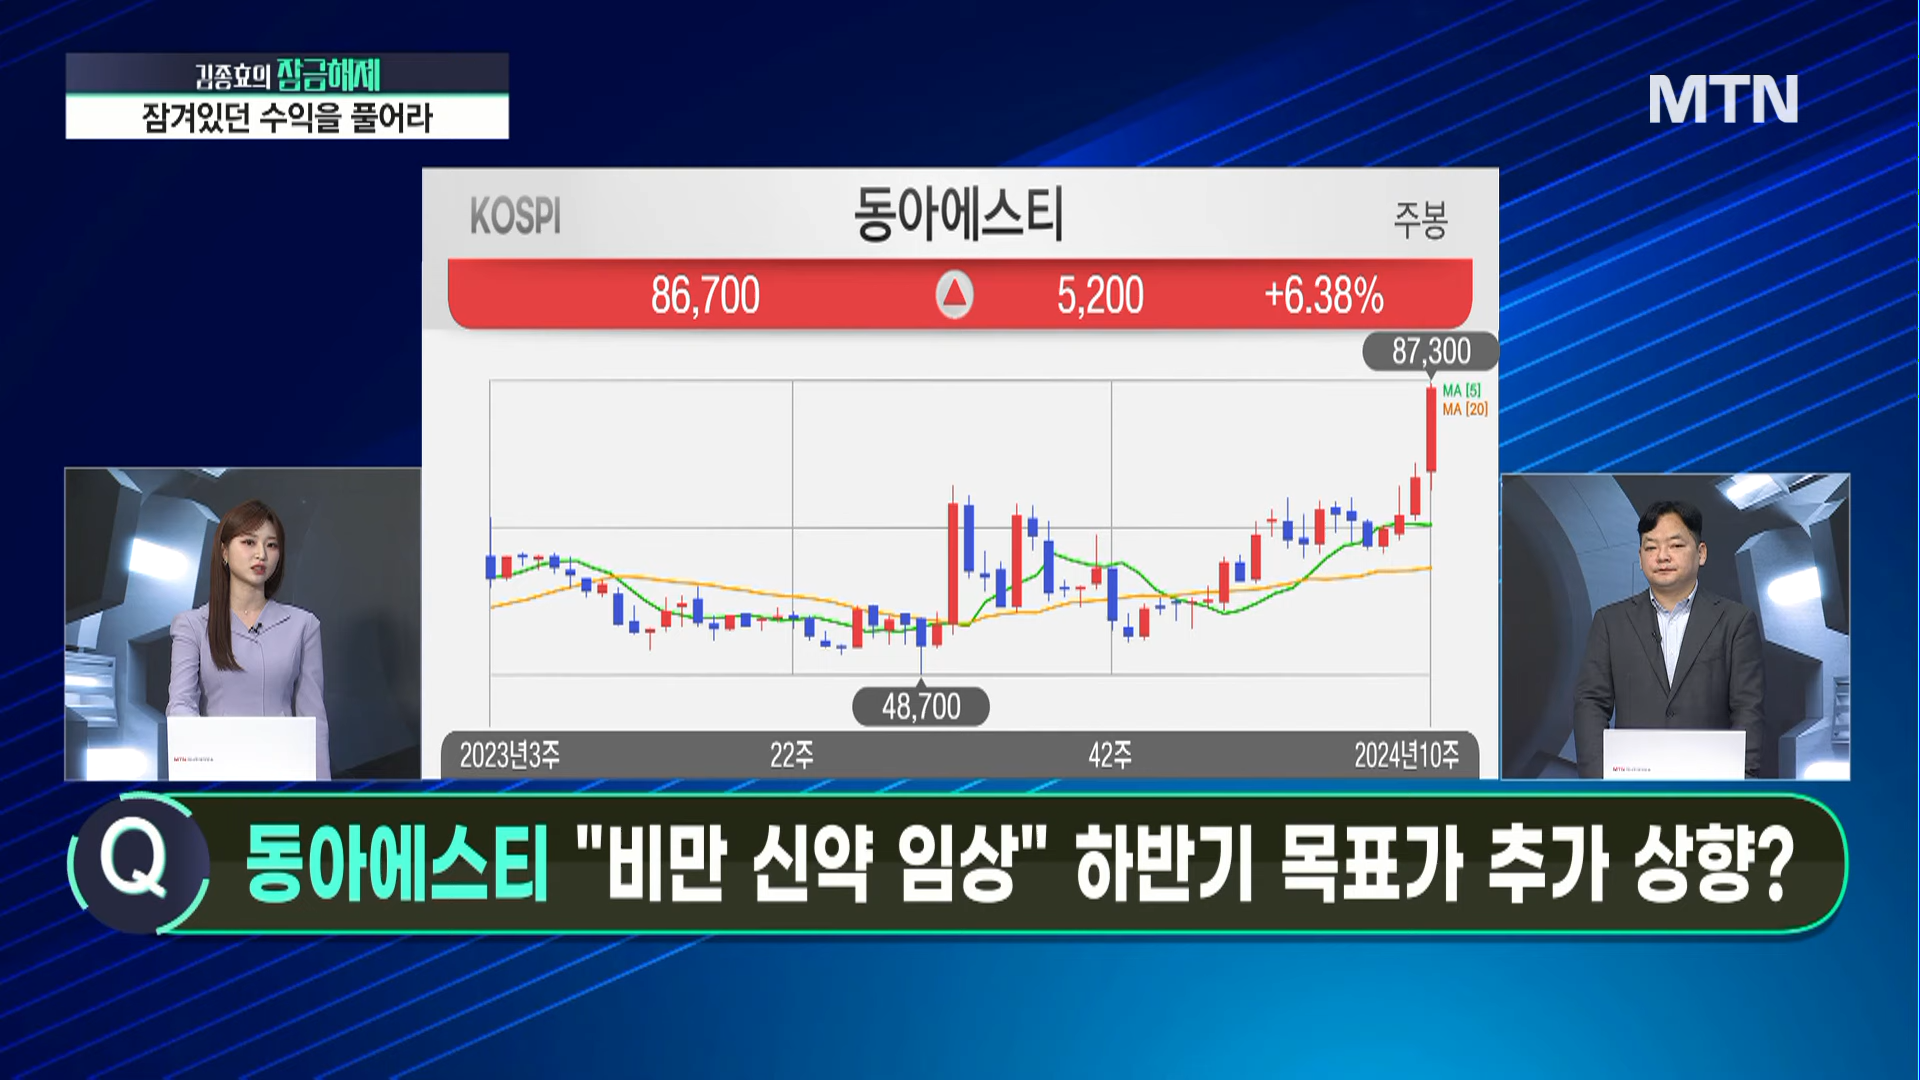 김종효의 잠금해제
잠겨있던 수익을 풀어라
MTN
KOSPI
동아에스티
주봉
86,700
5,200
+6.38%
87,300
MA [5]
MA [20]
48,700
2023년3주
22주
42주
2024년10주
Q
동아에스티 "비만 신약 임상" 하반기 목표가 추가 상향?